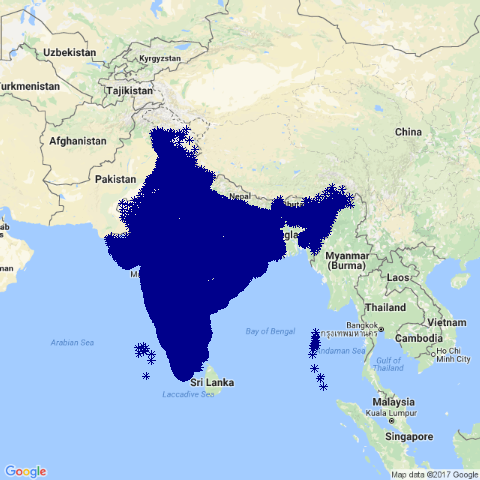 Uzbekistan
Kyrgyzstan
Turkmenistan
Tajikistan
China
Afghanistan
Pakistan
Nepal
Myanmar
(Burma)
Laos
Thailand
Vietnam
Bangkok
กรุงเทพมหานคร
Cambodia
Arabian Sea
Bay of Bengal
Andaman Sea
Gulf of
Thailand
Ho Chi
Minh City
Sri Lanka
Laccadive Sea
Malaysia
Kuala Lumpur
Singapore
Google
Map data ©2017 Google